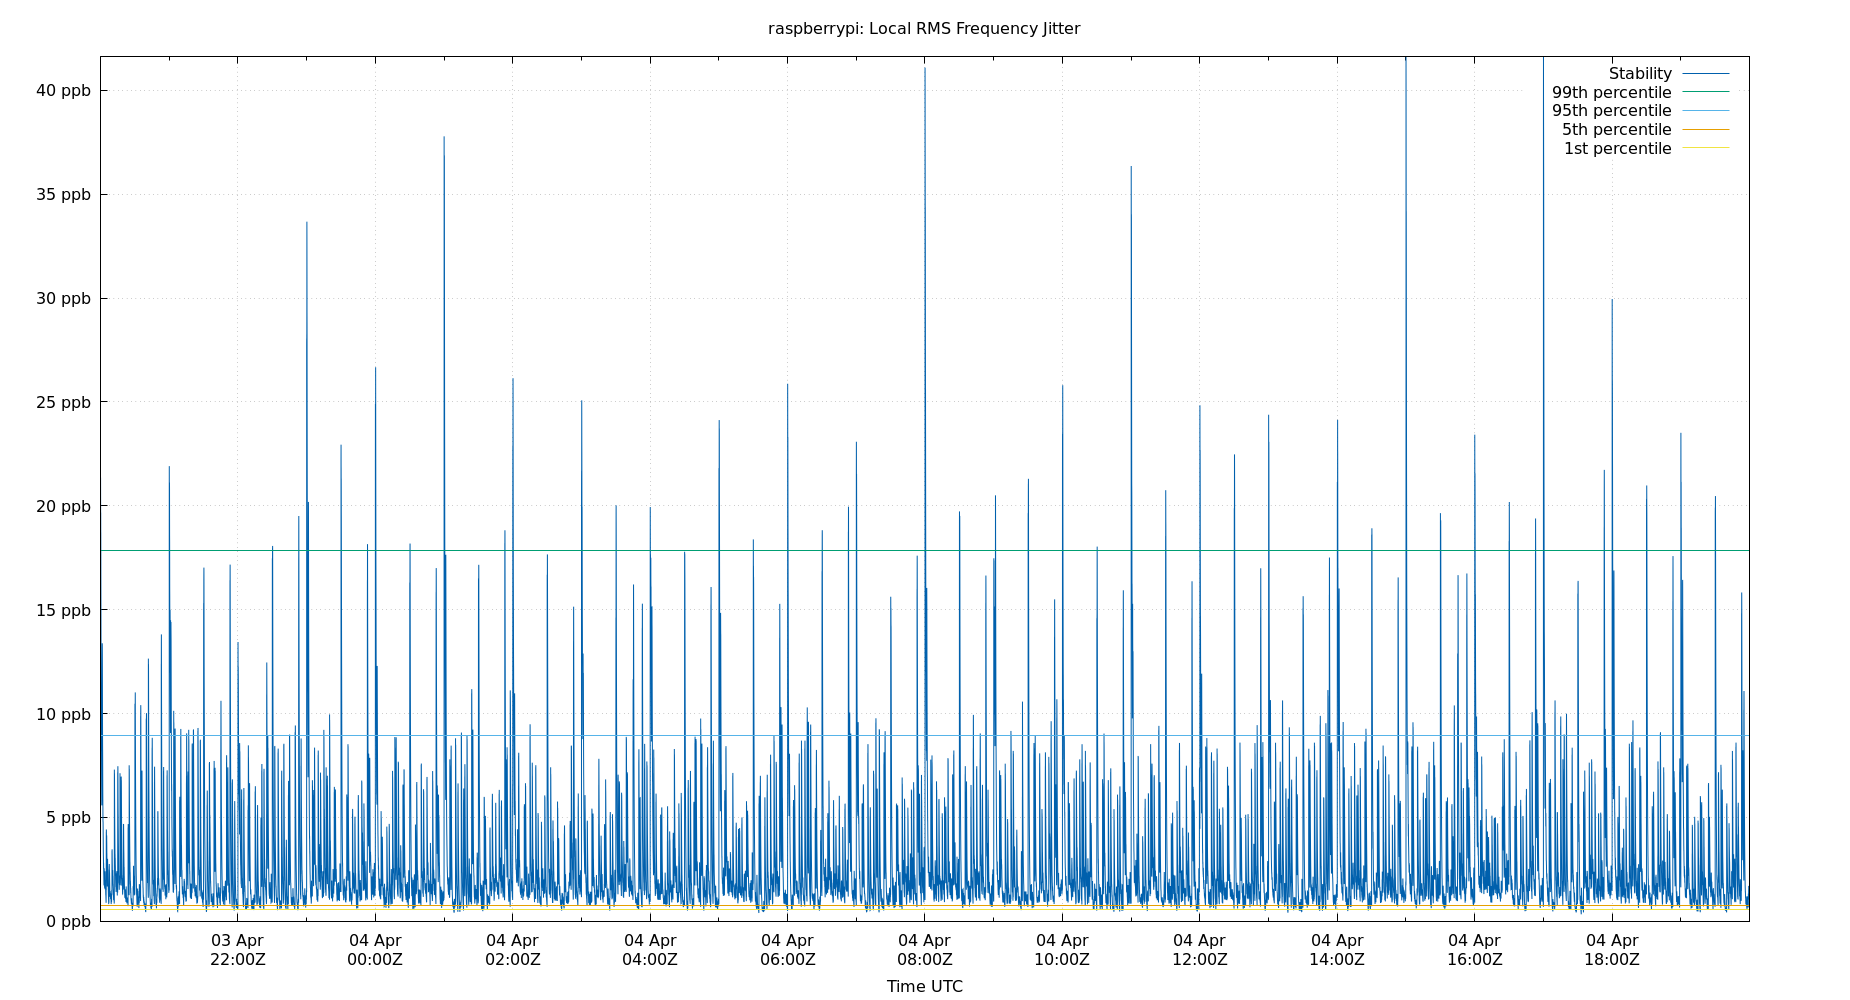 raspberrypi: Local RMS Frequency Jitter
Stability
99th percentile
95th percentile
5th percentile
1st percentile
40 ppb
35 ppb
30 ppb
25 ppb
20 ppb
15 ppb
10 ppb
5 ppb
0 ppb
03 Apr 04 Apr 04 Apr 04 Apr 04 Apr 04 Apr 04 Apr 04 Apr 04 Apr 04 Apr 04 Apr
22:00Z 00:00Z 02:00Z 04:00Z 06:00Z 08:00Z 10:00Z 12:00Z 14:00Z 16:00Z 18:00Z
Time UTC